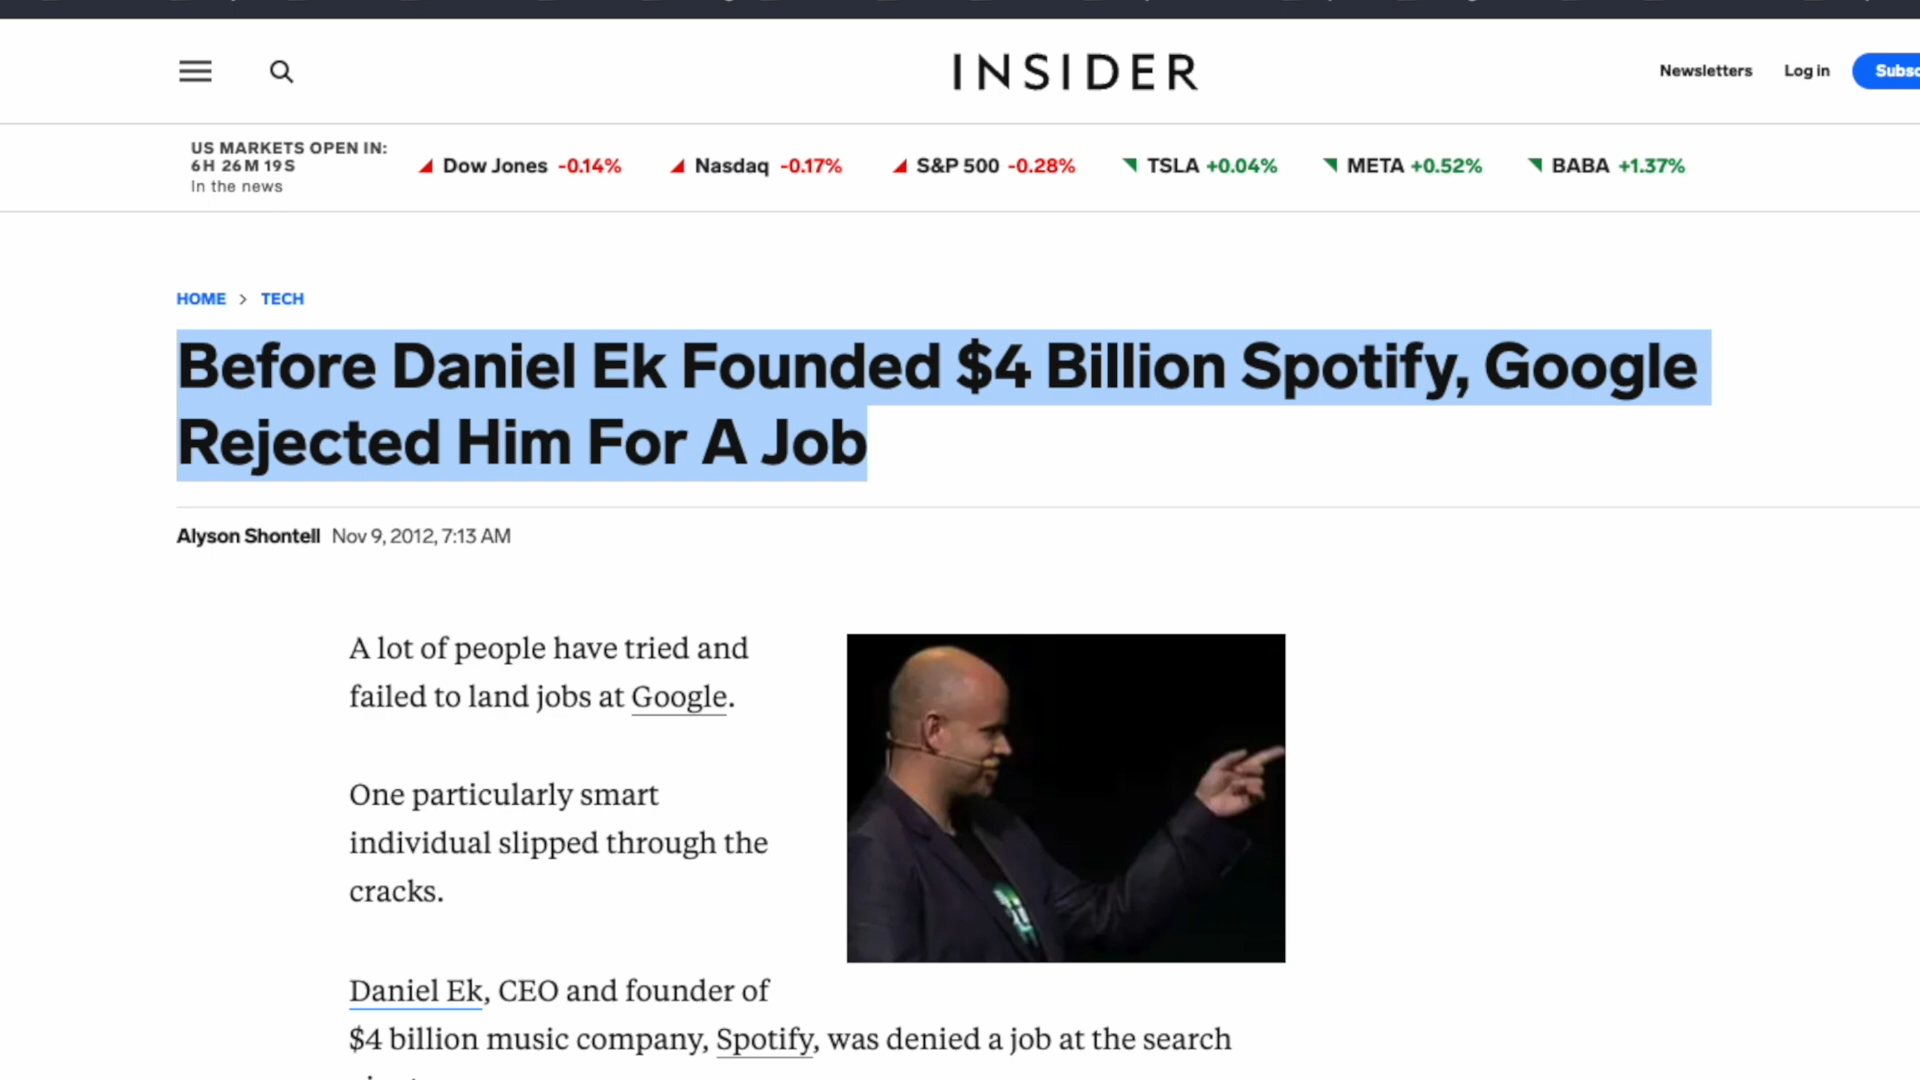 INSIDER
Newsletters
Log in
US MARKETS OPEN IN:
6H 26M 19S
In the news
Dow Jones -0.14%
Nasdaq -0.17%
S&P 500 -0.28%
TSLA +0.04%
META +0.52%
BABA +1.37%
HOME > TECH
Before Daniel Ek Founded $4 Billion Spotify, Google
Rejected Him For A Job
Alyson Shontell Nov 9, 2012, 7:13 AM
A lot of people have tried and
failed to land jobs at Google.
One particularly smart
individual slipped through the
cracks.
Daniel Ek, CEO and founder of
$4 billion music company, Spotify, was denied a job at the search